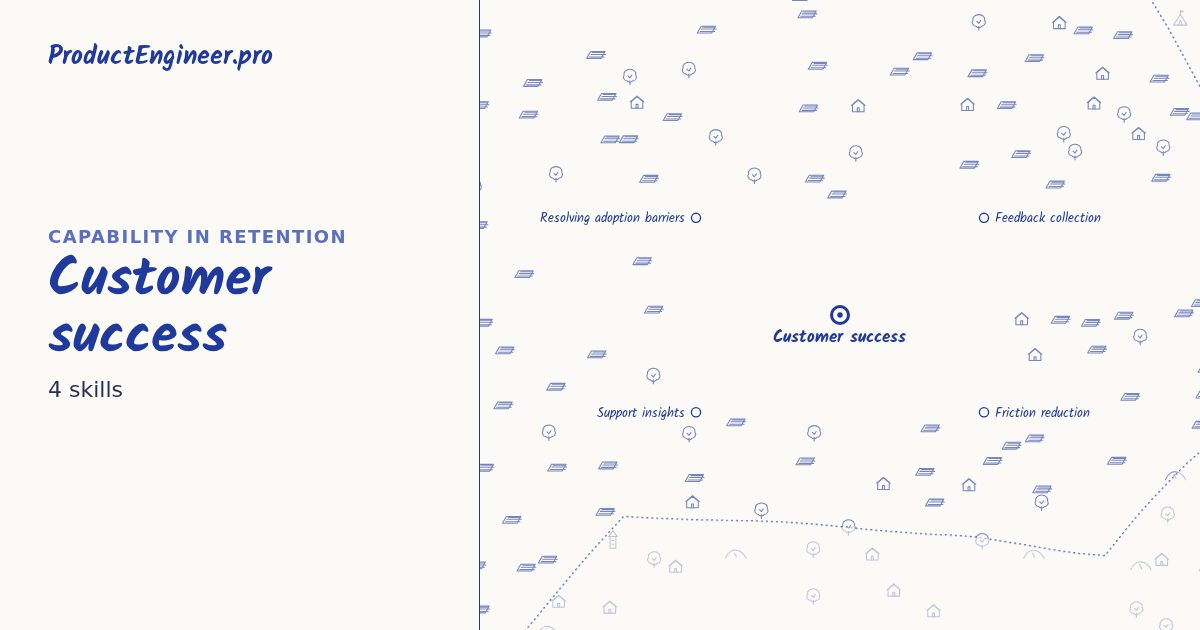 ProductEngineer.pro
CAPABILITY IN RETENTION
Customer
success
4 skills
Resolving adoption barriers
Feedback collection
Customer success
Support insights
Friction reduction